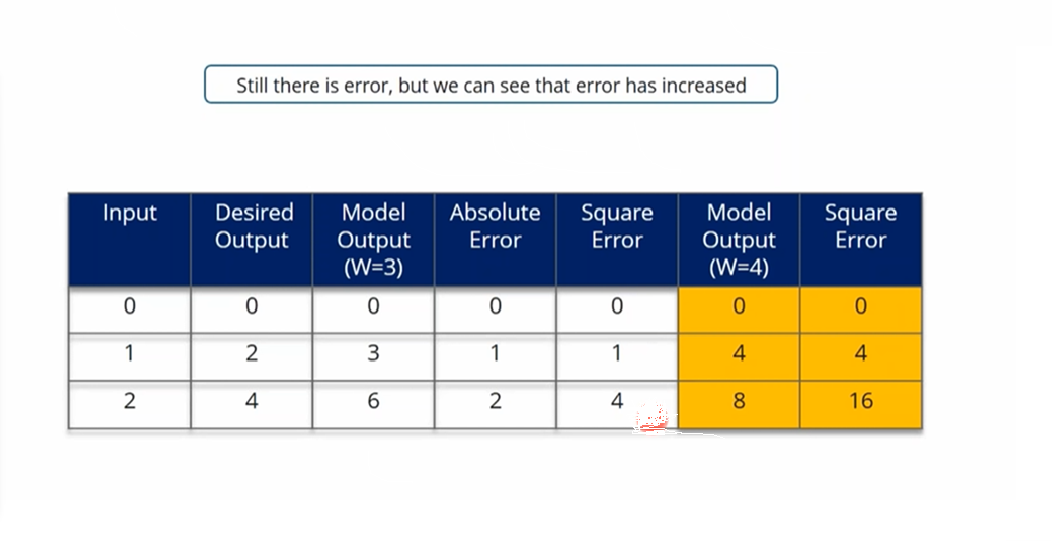 Still there is error, but we can see that error has increased
Input Desired Output Model Output (W=3) Absolute Error Square Error Model Output (W=4) Square Error
0 0 0 0 0 0 0
1 2 3 1 1 4 4
2 4 6 2 4 8 16